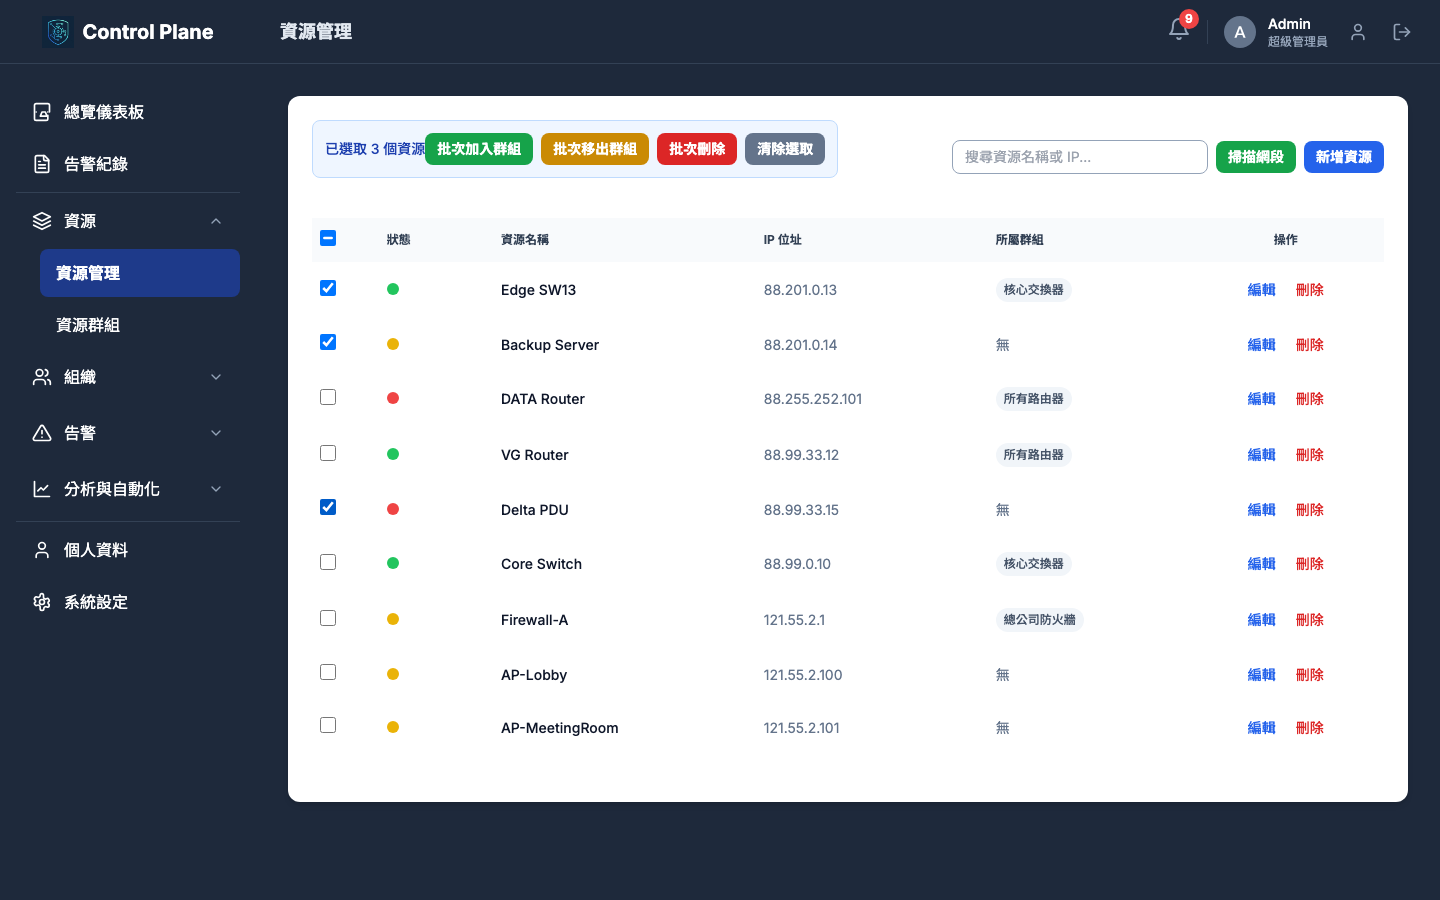 Control Plane
資源管理
9
A
Admin
超級管理員
總覽儀表板
告警紀錄
資源
資源管理
資源群組
組織
告警
分析與自動化
個人資料
系統設定
已選取 3 個資源 批次加入群組 批次移出群組 批次刪除 清除選取
搜尋資源名稱或 IP... 掃描網段 新增資源
狀態 資源名稱 IP 位址 所屬群組 操作
Edge SW13 88.201.0.13 核心交換器 編輯 刪除
Backup Server 88.201.0.14 無 編輯 刪除
DATA Router 88.255.252.101 所有路由器 編輯 刪除
VG Router 88.99.33.12 所有路由器 編輯 刪除
Delta PDU 88.99.33.15 無 編輯 刪除
Core Switch 88.99.0.10 核心交換器 編輯 刪除
Firewall-A 121.55.2.1 總公司防火牆 編輯 刪除
AP-Lobby 121.55.2.100 無 編輯 刪除
AP-MeetingRoom 121.55.2.101 無 編輯 刪除